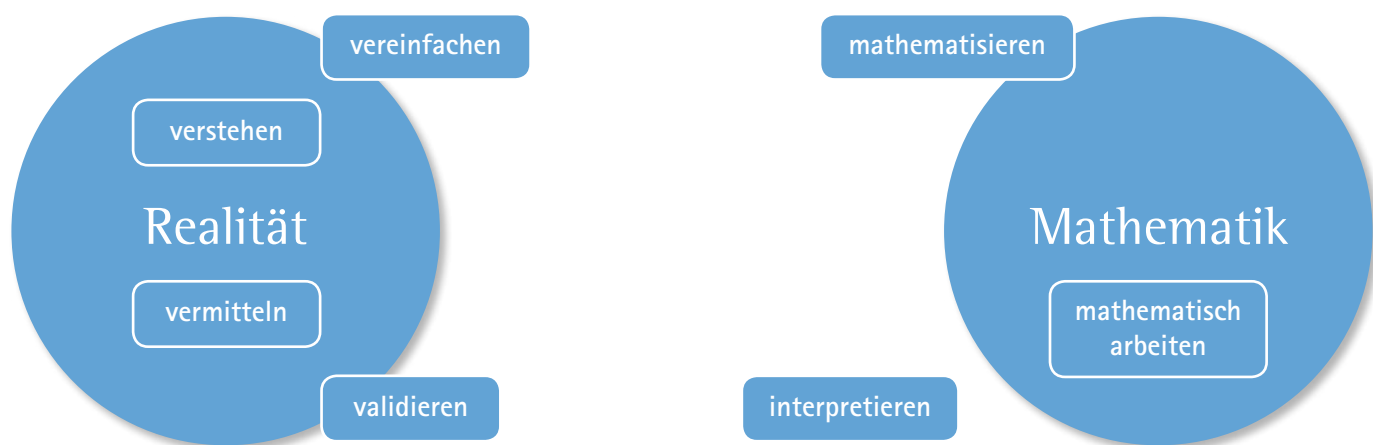 vereinfachen
mathematisieren
verstehen
Realität
Mathematik
vermitteln
mathematisch
arbeiten
validieren
interpretieren